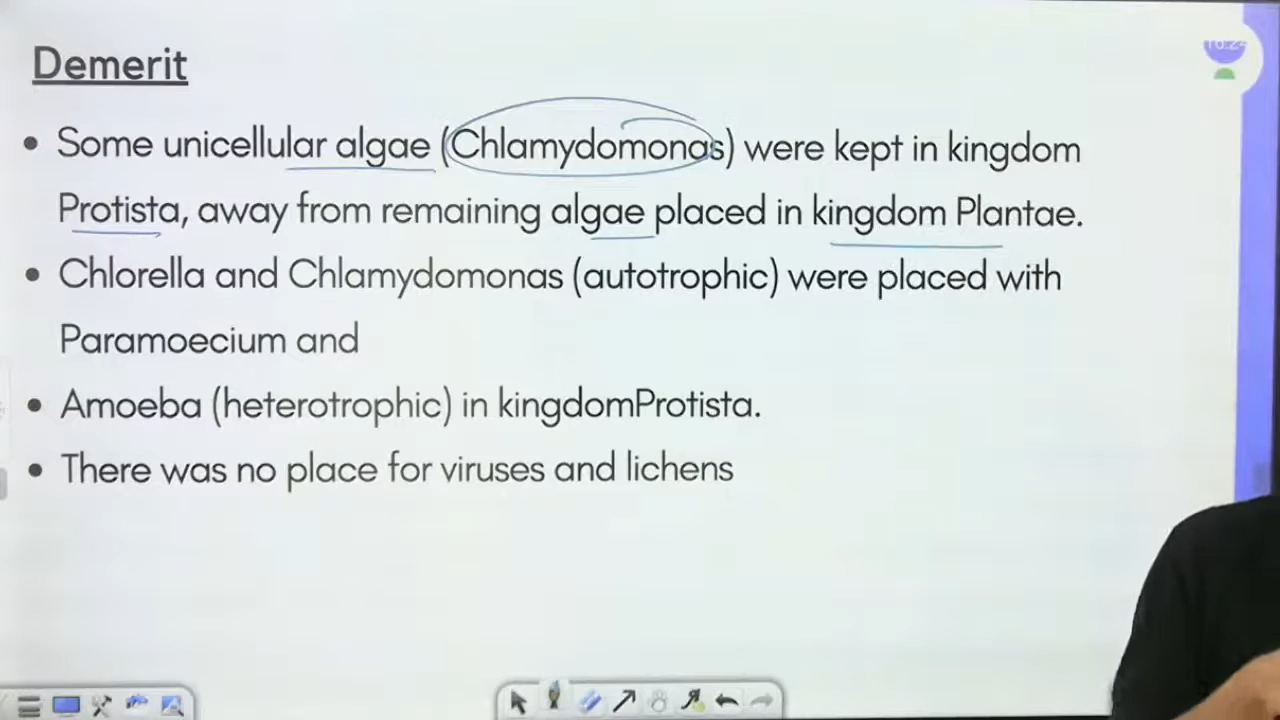 Demerit
• Some unicellular algae (Chlamydomonas) were kept in kingdom
Protista, away from remaining algae placed in kingdom Plantae.
• Chlorella and Chlamydomonas (autotrophic) were placed with
Paramoecium and
• Amoeba (heterotrophic) in kingdomProtista.
• There was no place for viruses and lichens